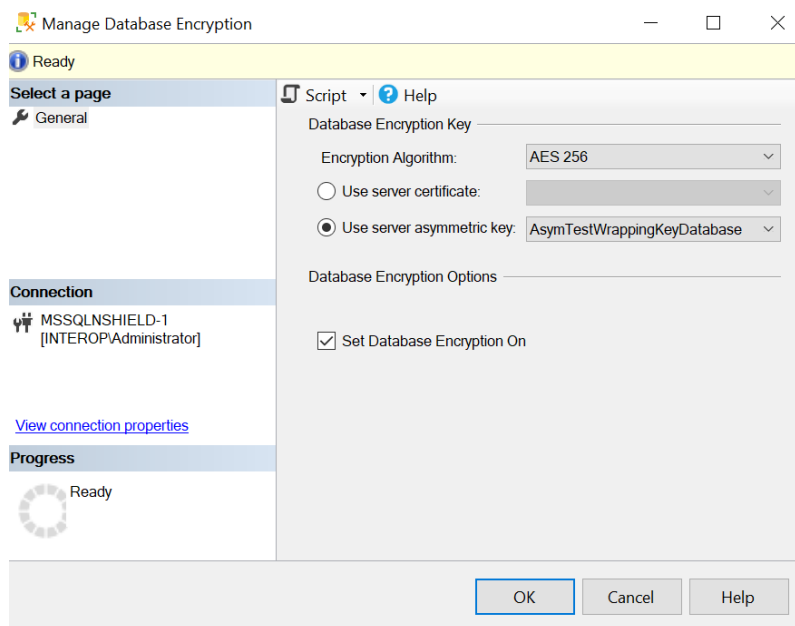 Manage Database Encryption
Ready
Select a page
General
Connection
MSSQLNSHIELD-1
[INTEROP\Administrator]
View connection properties
Progress
Ready
Script
Help
Database Encryption Key
Encryption Algorithm:
AES 256
Use server certificate:
Use server asymmetric key:
AsymTestWrappingKeyDatabase
Database Encryption Options
Set Database Encryption On
OK
Cancel
Help